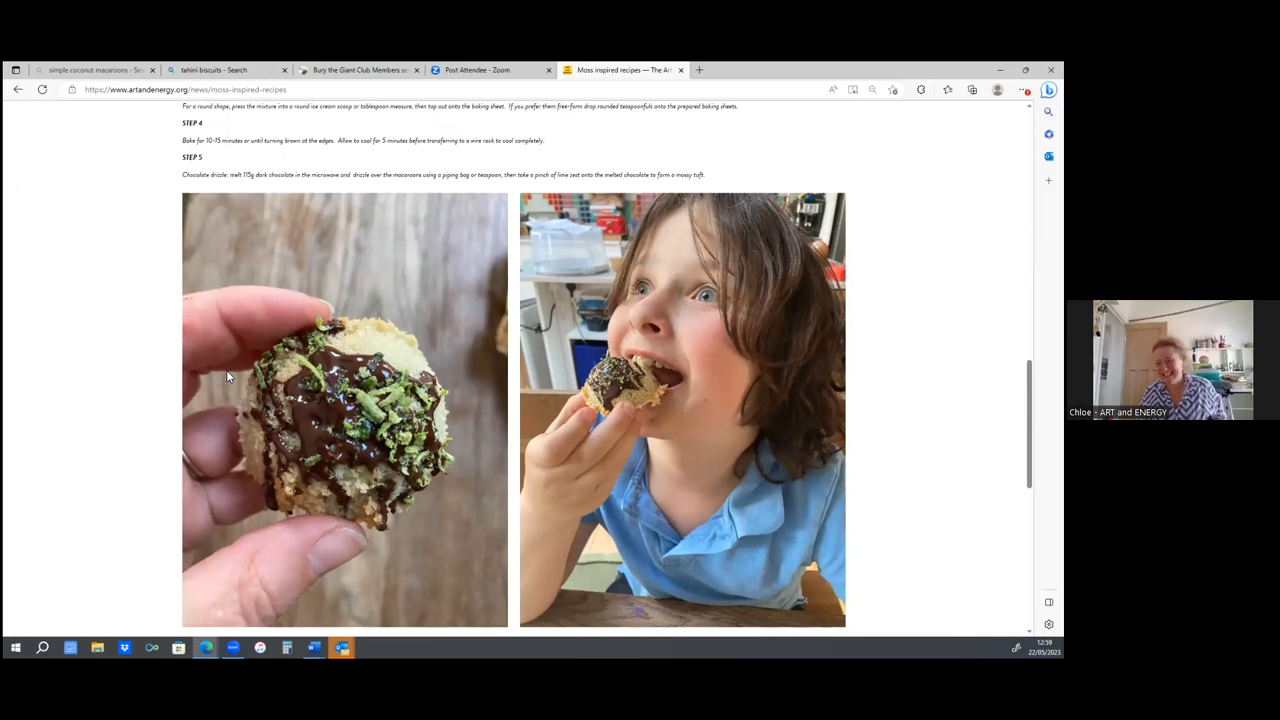 simple coconut macaroons - Sea
tahini biscuits - Search
Bury the Giant Club Members se
Post Attendee - Zoom
Moss inspired recipes — The Ar
https://www.artandenergy.org/news/moss-inspired-recipes
For a round shape, press the mixture into a round ice cream scoop or tablespoon measure, then tap out onto the baking sheet. If you prefer them free-form drop rounded teaspoonfuls onto the prepared baking sheets.
STEP 4
Bake for 10-15 minutes or until turning brown at the edges. Allow to cool for 5 minutes before transferring to a wire rack to cool completely.
STEP 5
Chocolate drizzle: melt 115g dark chocolate in the microwave and drizzle over the macaroons using a piping bag or teaspoon, then take a pinch of lime zest onto the melted chocolate to form a mossy tuft.
Chloe - ART and ENERGY
12:59
22/05/2023